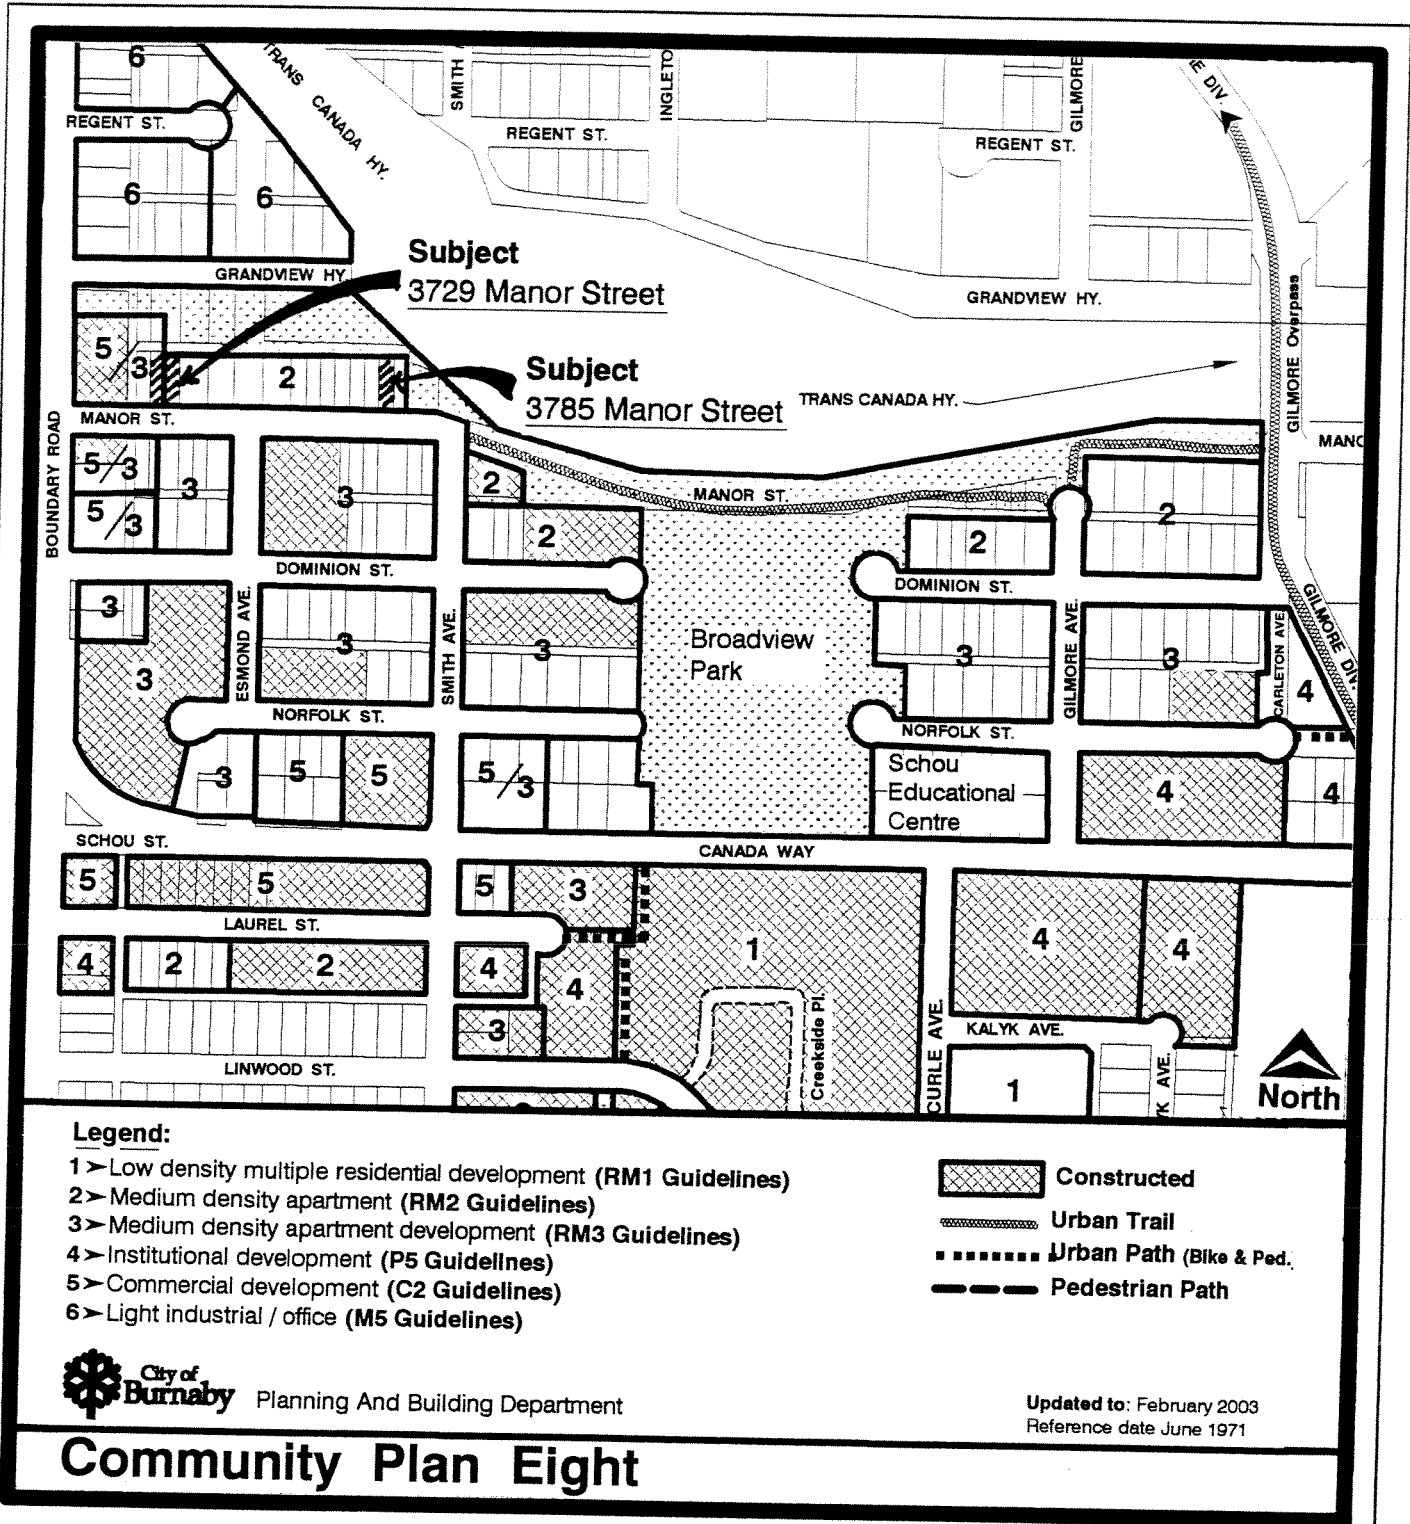 6
TRANS CANADA HY.
SMITH
INGLETO
GILMORE
E DIV.
REGENT ST.
REGENT ST.
REGENT ST.
6
6
Subject
3729 Manor Street
GRANDVIEW HY.
GRANDVIEW HY.
GILMORE Overpass
5
3
2
Subject
3785 Manor Street
TRANS CANADA HY.
MANOR ST.
BOUNDARY ROAD
MANO
5/3
3
3
2
MANOR ST.
2
5/3
2
2
DOMINION ST.
DOMINION ST.
3
ESMOND AVE.
3
SMITH AVE.
3
Broadview
Park
3
GILMORE AVE.
3
CARLETON AVE.
GILMORE DIV.
4
3
NORFOLK ST.
NORFOLK ST.
3
5
5
5/3
Schou
Educational
Centre
4
4
SCHOU ST.
CANADA WAY
5
5
5
3
LAUREL ST.
1
4
4
4
2
2
4
4
3
Creekside Pl.
CURLE AVE.
KALYK AVE.
YK AVE.
LINWOOD ST.
1
North
Legend:
1 ➤ Low density multiple residential development (RM1 Guidelines)
2 ➤ Medium density apartment (RM2 Guidelines)
3 ➤ Medium density apartment development (RM3 Guidelines)
4 ➤ Institutional development (P5 Guidelines)
5 ➤ Commercial development (C2 Guidelines)
6 ➤ Light industrial / office (M5 Guidelines)
Constructed
Urban Trail
Urban Path (Bike & Ped.
Pedestrian Path
City of
Burnaby
Planning And Building Department
Updated to: February 2003
Reference date June 1971
Community Plan Eight